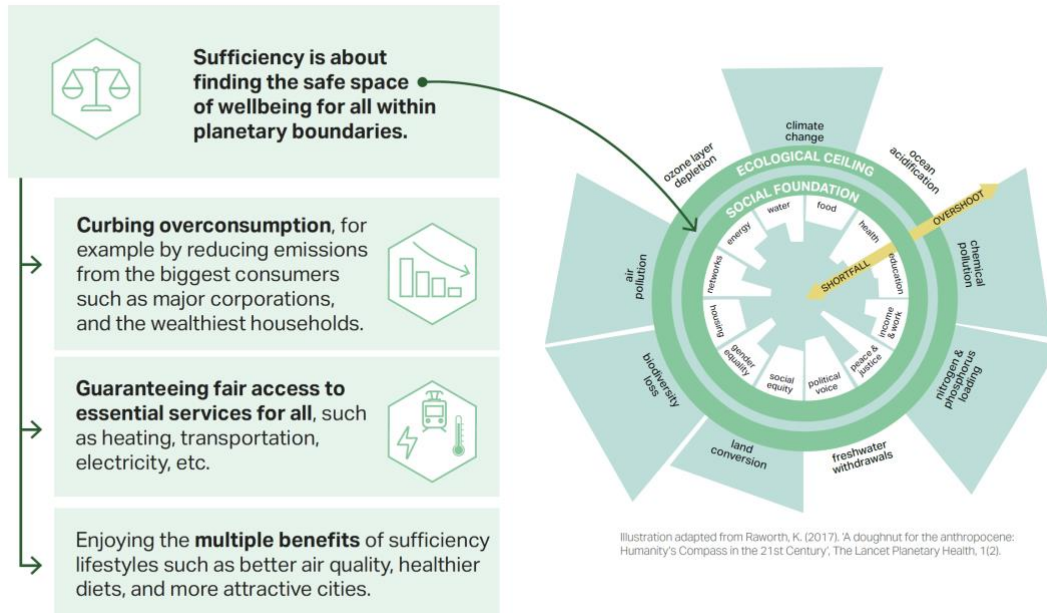 Sufficiency is about
finding the safe space
of wellbeing for all within
planetary boundaries.
Curbing overconsumption, for
example by reducing emissions
from the biggest consumers
such as major corporations,
and the wealthiest households.
Guaranteeing fair access to
essential services for all, such
as heating, transportation,
electricity, etc.
Enjoying the multiple benefits of sufficiency
lifestyles such as better air quality, healthier
diets, and more attractive cities.
climate
change
ozone layer
depletion
ocean
acidification
ECOLOGICAL CEILING
SOCIAL FOUNDATION
OVERSHOOT
SHORTFALL
water
food
energy
health
networks
education
housing
income
& work
gender
equality
peace &
justice
social
equity
political
voice
air
pollution
chemical
pollution
biodiversity
loss
nitrogen &
phosphorus
loading
land
conversion
freshwater
withdrawals
Illustration adapted from Raworth, K. (2017). 'A doughnut for the anthropocene:
Humanity's Compass in the 21st Century', The Lancet Planetary Health, 1(2).